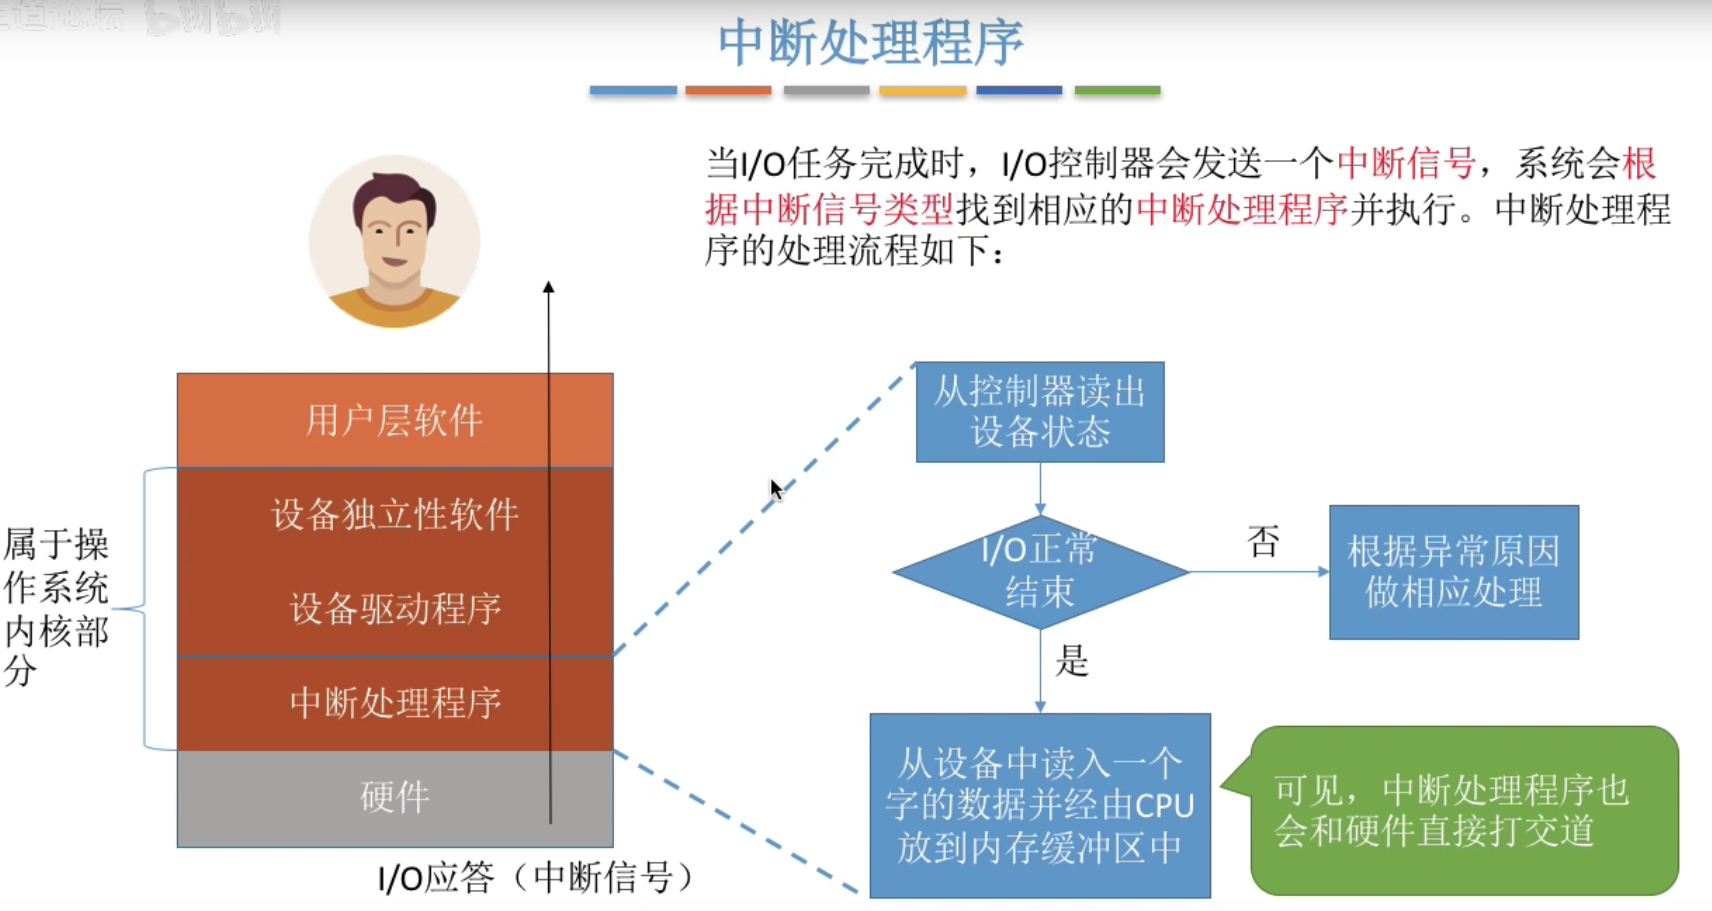 中断处理程序
当I/O任务完成时，I/O控制器会发送一个中断信号，系统会根
据中断信号类型找到相应的中断处理程序并执行。中断处理程
序的处理流程如下：
用户层软件
设备独立性软件
设备驱动程序
中断处理程序
硬件
属于操
作系统
内核部
分
I/O应答（中断信号）
从控制器读出
设备状态
I/O正常
结束
否
根据异常原因
做相应处理
是
从设备中读入一个
字的数据并经由CPU
放到内存缓冲区中
可见，中断处理程序也
会和硬件直接打交道